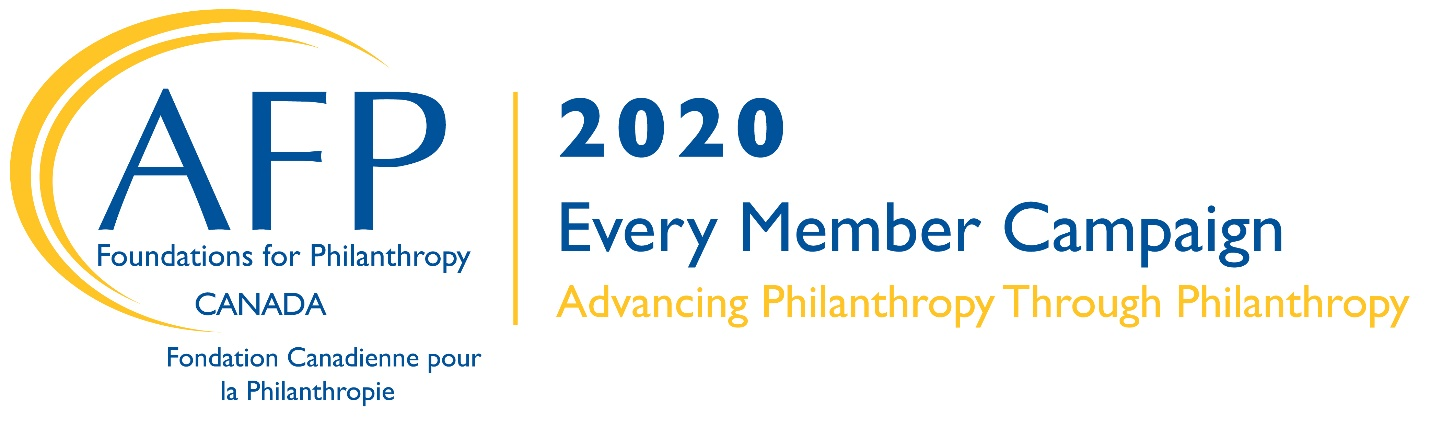 AFP
Foundations for Philanthropy
CANADA
Fondation Canadienne pour
la Philanthropie
2020
Every Member Campaign
Advancing Philanthropy Through Philanthropy